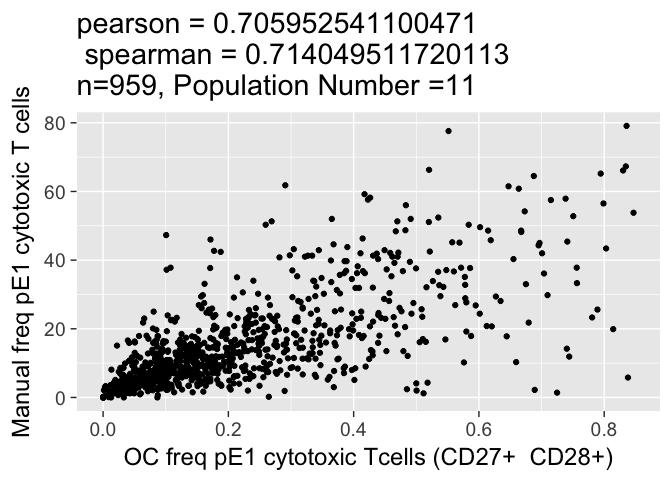 pearson = 0.705952541100471
spearman = 0.714049511720113
n=959, Population Number =11
Manual freq pE1 cytotoxic T cells
80
60
40
20
0
0.0 0.2 0.4 0.6 0.8
OC freq pE1 cytotoxic Tcells (CD27+ CD28+)